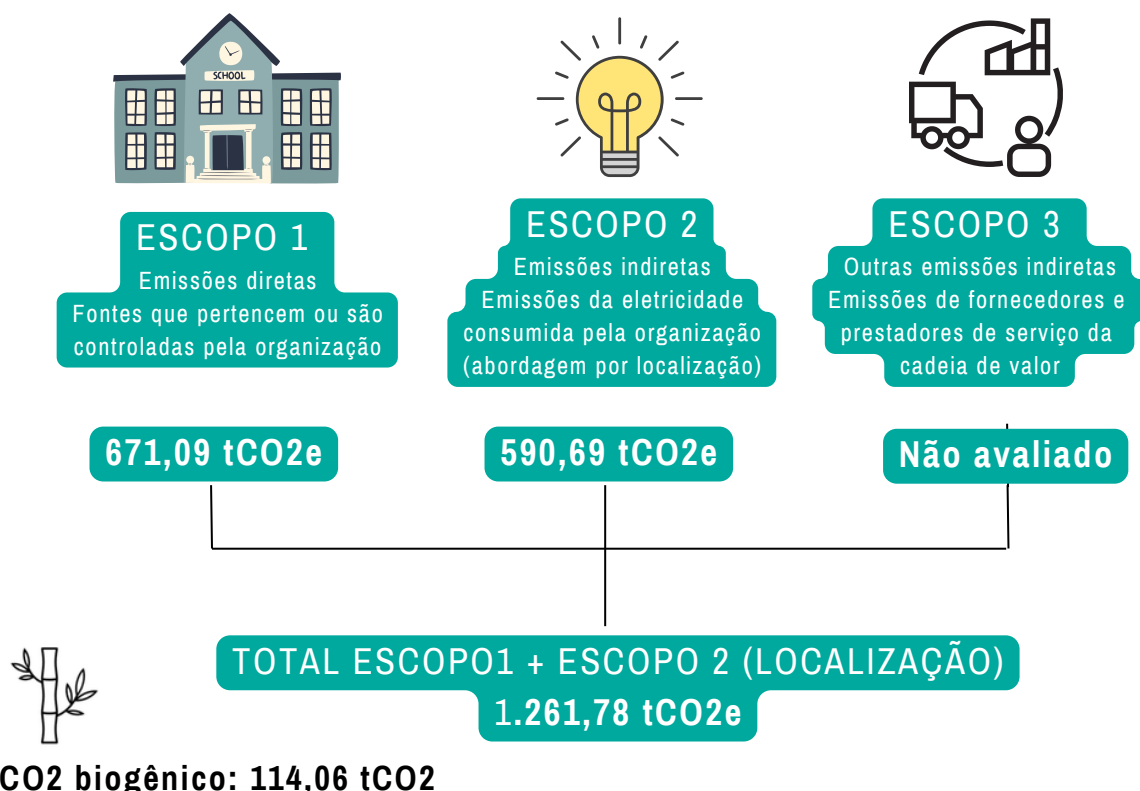 SCHOOL
ESCOPO 1
Emissões diretas
Fontes que pertencem ou são
controladas pela organização
671,09 tCO2e
ESCOPO 2
Emissões indiretas
Emissões da eletricidade
consumida pela organização
(abordagem por localização)
590,69 tCO2e
ESCOPO 3
Outras emissões indiretas
Emissões de fornecedores e
prestadores de serviço da
cadeia de valor
Não avaliado
TOTAL ESCOPO1 + ESCOPO 2 (LOCALIZAÇÃO)
1.261,78 tCO2e
CO2 biogênico: 114,06 tCO2